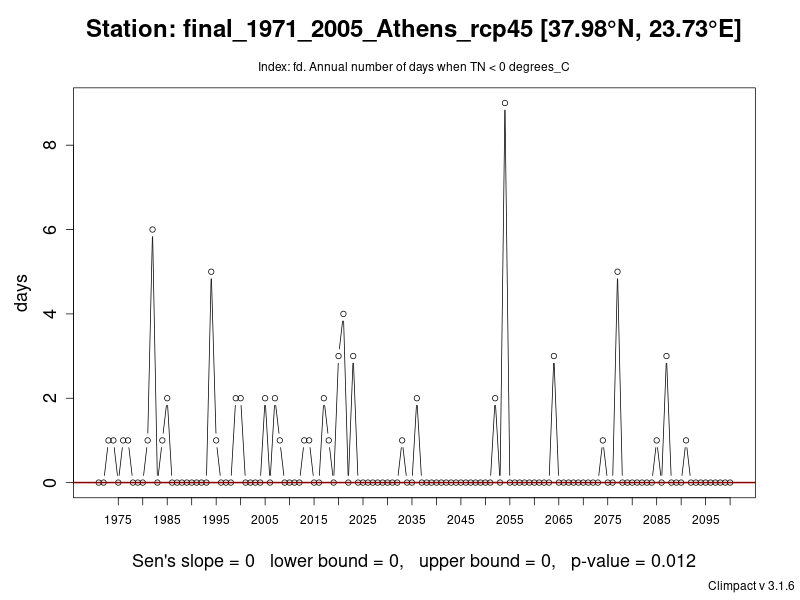 Station: final_1971_2005_Athens_rcp45 [37.98°N, 23.73°E]
Index: fd. Annual number of days when TN < 0 degrees_C
days
8
6
4
2
0
1975 1985 1995 2005 2015 2025 2035 2045 2055 2065 2075 2085 2095
Sen's slope = 0 lower bound = 0, upper bound = 0, p-value = 0.012
Climpact v 3.1.6